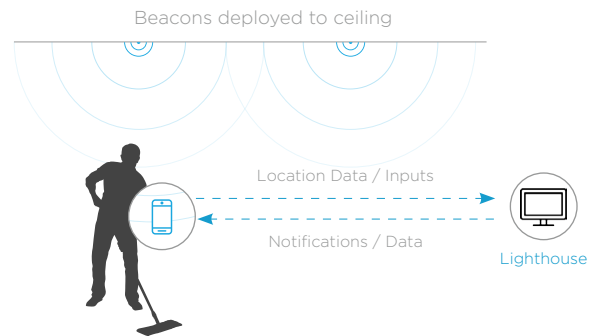 Beacons deployed to ceiling
Location Data / Inputs
Notifications / Data
Lighthouse